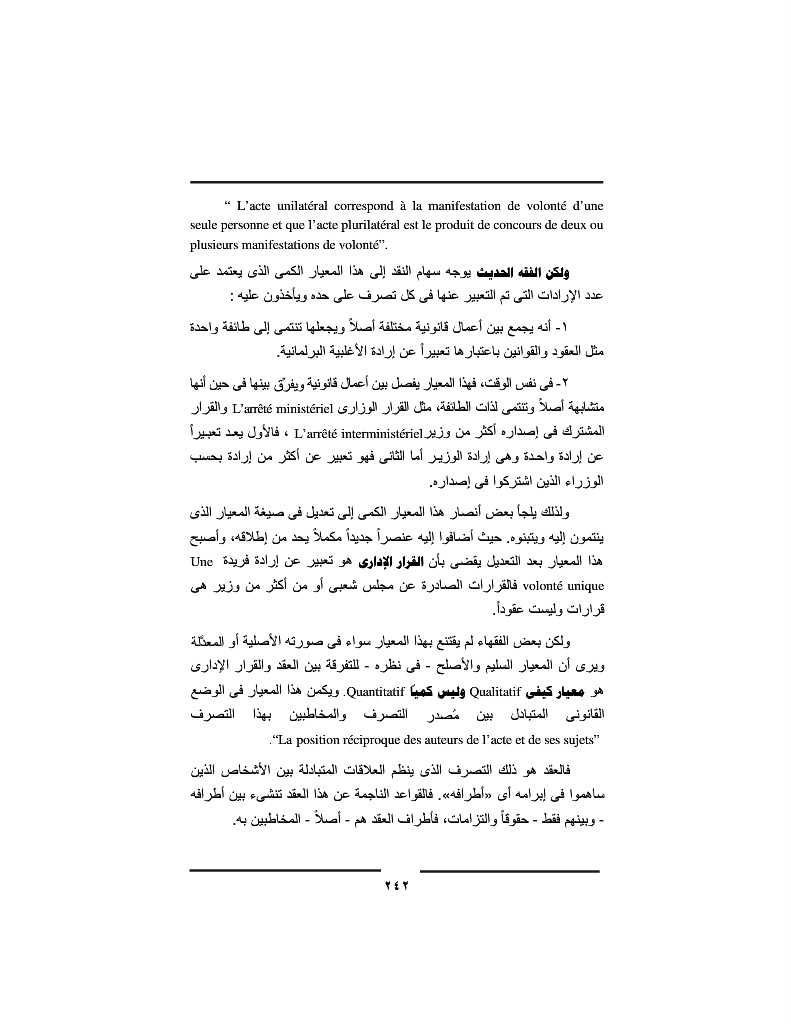 “ L’acte unilatéral correspond à la manifestation de volonté d’une
seule personne et que l’acte plurilatéral est le produit de concours de deux ou
plusieurs manifestations de volonté”.
ولكن الفقه الحديث يوجه سهام النقد إلى هذا المعيار الكمى الذى يعتمد على
عدد الإرادات التى تم التعبير عنها فى كل تصرف على حده ويأخذون عليه :
١- أنه يجمع بين أعمال قانونية مختلفة أصلاً ويجعلها تنتمى إلى طائفة واحدة
مثل العقود والقوانين باعتبارها تعبيراً عن إرادة الأغلبية البرلمانية.
٢- فى نفس الوقت، فهذا المعيار يفصل بين أعمال قانونية ويفرّق بينها فى حين أنها
متشابهة أصلاً وتنتمى لذات الطائفة، مثل القرار الوزارى L’arrêté ministériel والقرار
المشترك فى إصداره أكثر من وزير L’arrêté interministériel ، فالأول يعد تعبيراً
عن إرادة واحدة وهى إرادة الوزير أما الثانى فهو تعبير عن أكثر من إرادة بحسب
الوزراء الذين اشتركوا فى إصداره.
ولذلك يلجأ بعض أنصار هذا المعيار الكمى إلى تعديل فى صيغة المعيار الذى
ينتمون إليه ويتبنوه. حيث أضافوا إليه عنصراً جديداً مكملاً يحد من إطلاقه، وأصبح
هذا المعيار بعد التعديل يقضى بأن القرار الإدارى هو تعبير عن إرادة فريدة Une
volonté unique فالقرارات الصادرة عن مجلس شعبى أو من أكثر من وزير هى
قرارات وليست عقوداً.
ولكن بعض الفقهاء لم يقتنع بهذا المعيار سواء فى صورته الأصلية أو المعدّلة
ويرى أن المعيار السليم والأصلح - فى نظره - للتفرقة بين العقد والقرار الإدارى
هو معيار كيفى Qualitatif وليس كميًا Quantitatif. ويكمن هذا المعيار فى الوضع
القانونى المتبادل بين مُصدر التصرف والمخاطبين بهذا التصرف
“La position réciproque des auteurs de l’acte et de ses sujets”.
فالعقد هو ذلك التصرف الذى ينظم العلاقات المتبادلة بين الأشخاص الذين
ساهموا فى إبرامه أى «أطرافه». فالقواعد الناجمة عن هذا العقد تنشىء بين أطرافه
- وبينهم فقط - حقوقاً والتزامات، فأطراف العقد هم - أصلاً - المخاطبين به.
٢٤٢